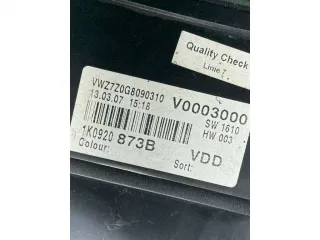 Quality Check
Linie 7
VWZ7Z0G8090310
13.03.07 15:18 V0003000
SW 1610
HW 003
1K0920 873B VDD
Colour: Sort: